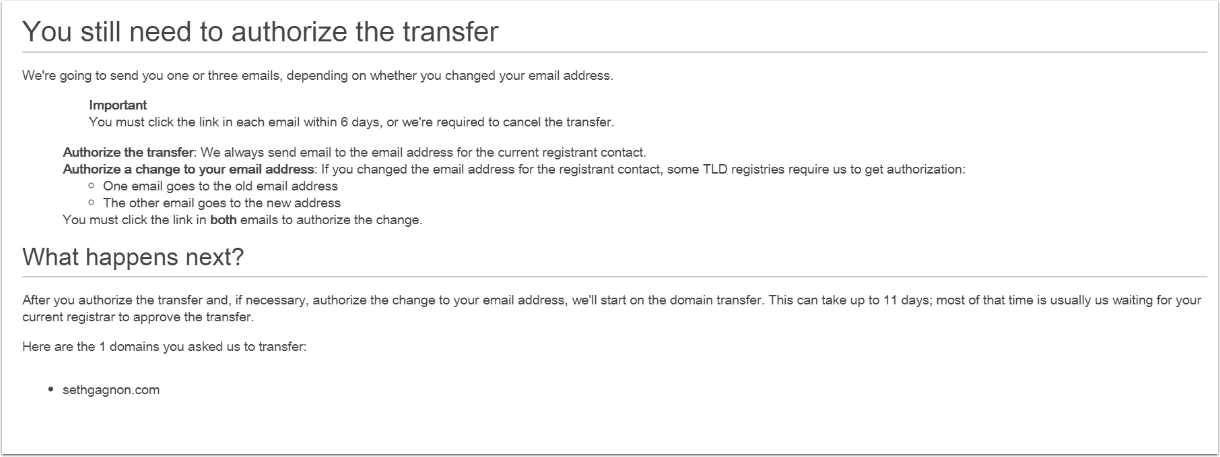 You still need to authorize the transfer
We're going to send you one or three emails, depending on whether you changed your email address.
Important
You must click the link in each email within 6 days, or we're required to cancel the transfer.
Authorize the transfer: We always send email to the email address for the current registrant contact.
Authorize a change to your email address: If you changed the email address for the registrant contact, some TLD registries require us to get authorization:
One email goes to the old email address
The other email goes to the new address
You must click the link in both emails to authorize the change.
What happens next?
After you authorize the transfer and, if necessary, authorize the change to your email address, we'll start on the domain transfer. This can take up to 11 days; most of that time is usually us waiting for your
current registrar to approve the transfer.
Here are the 1 domains you asked us to transfer:
sethgagnon.com